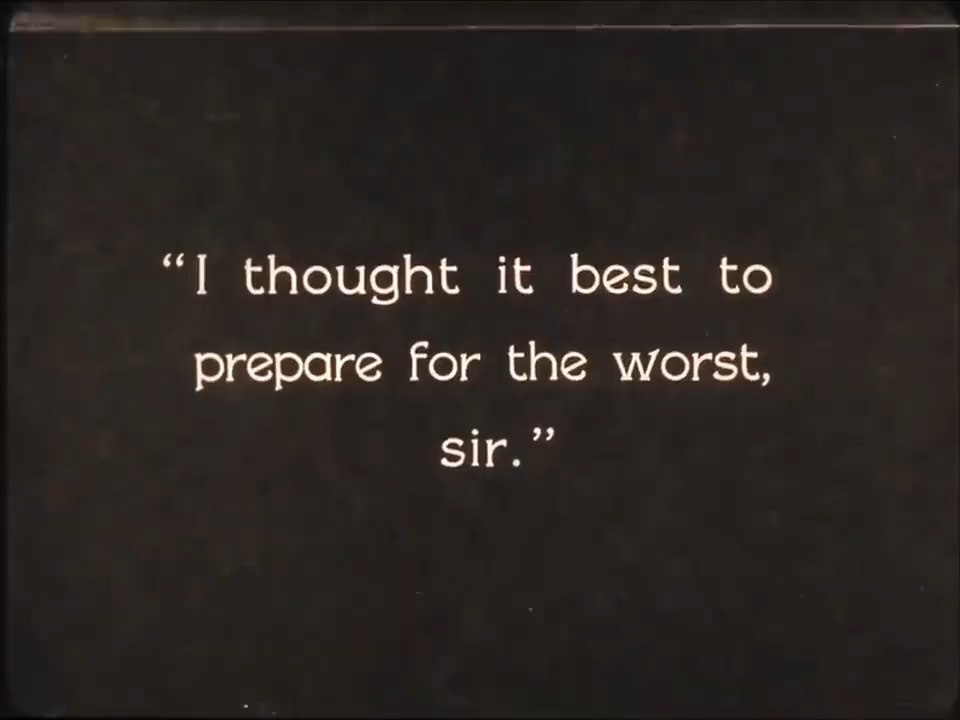 “I thought it best to
prepare for the worst,
sir.”